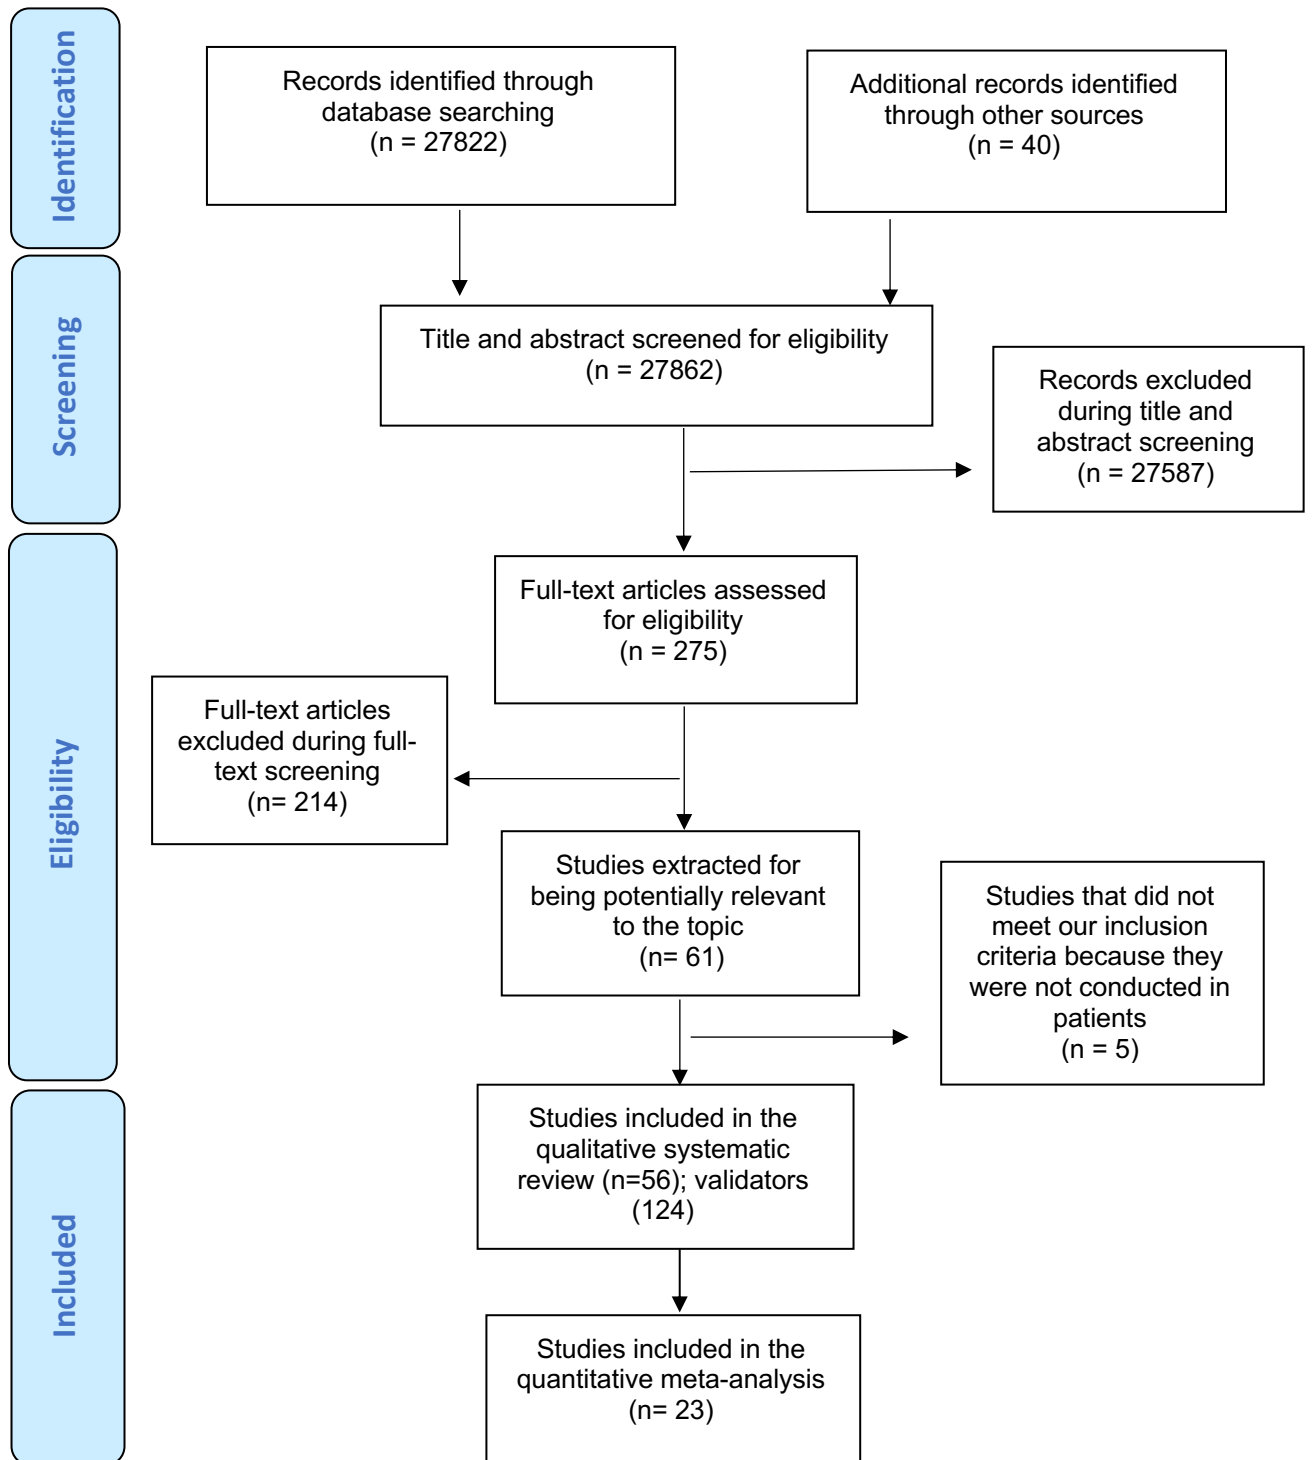 Identification
Records identified through
database searching
(n = 27822)
Additional records identified
through other sources
(n = 40)
Screening
Title and abstract screened for eligibility
(n = 27862)
Records excluded
during title and
abstract screening
(n = 27587)
Eligibility
Full-text articles assessed
for eligibility
(n = 275)
Full-text articles
excluded during full-
text screening
(n= 214)
Studies extracted for
being potentially relevant
to the topic
(n= 61)
Studies that did not
meet our inclusion
criteria because they
were not conducted in
patients
(n = 5)
Included
Studies included in the
qualitative systematic
review (n=56); validators
(124)
Studies included in the
quantitative meta-analysis
(n= 23)